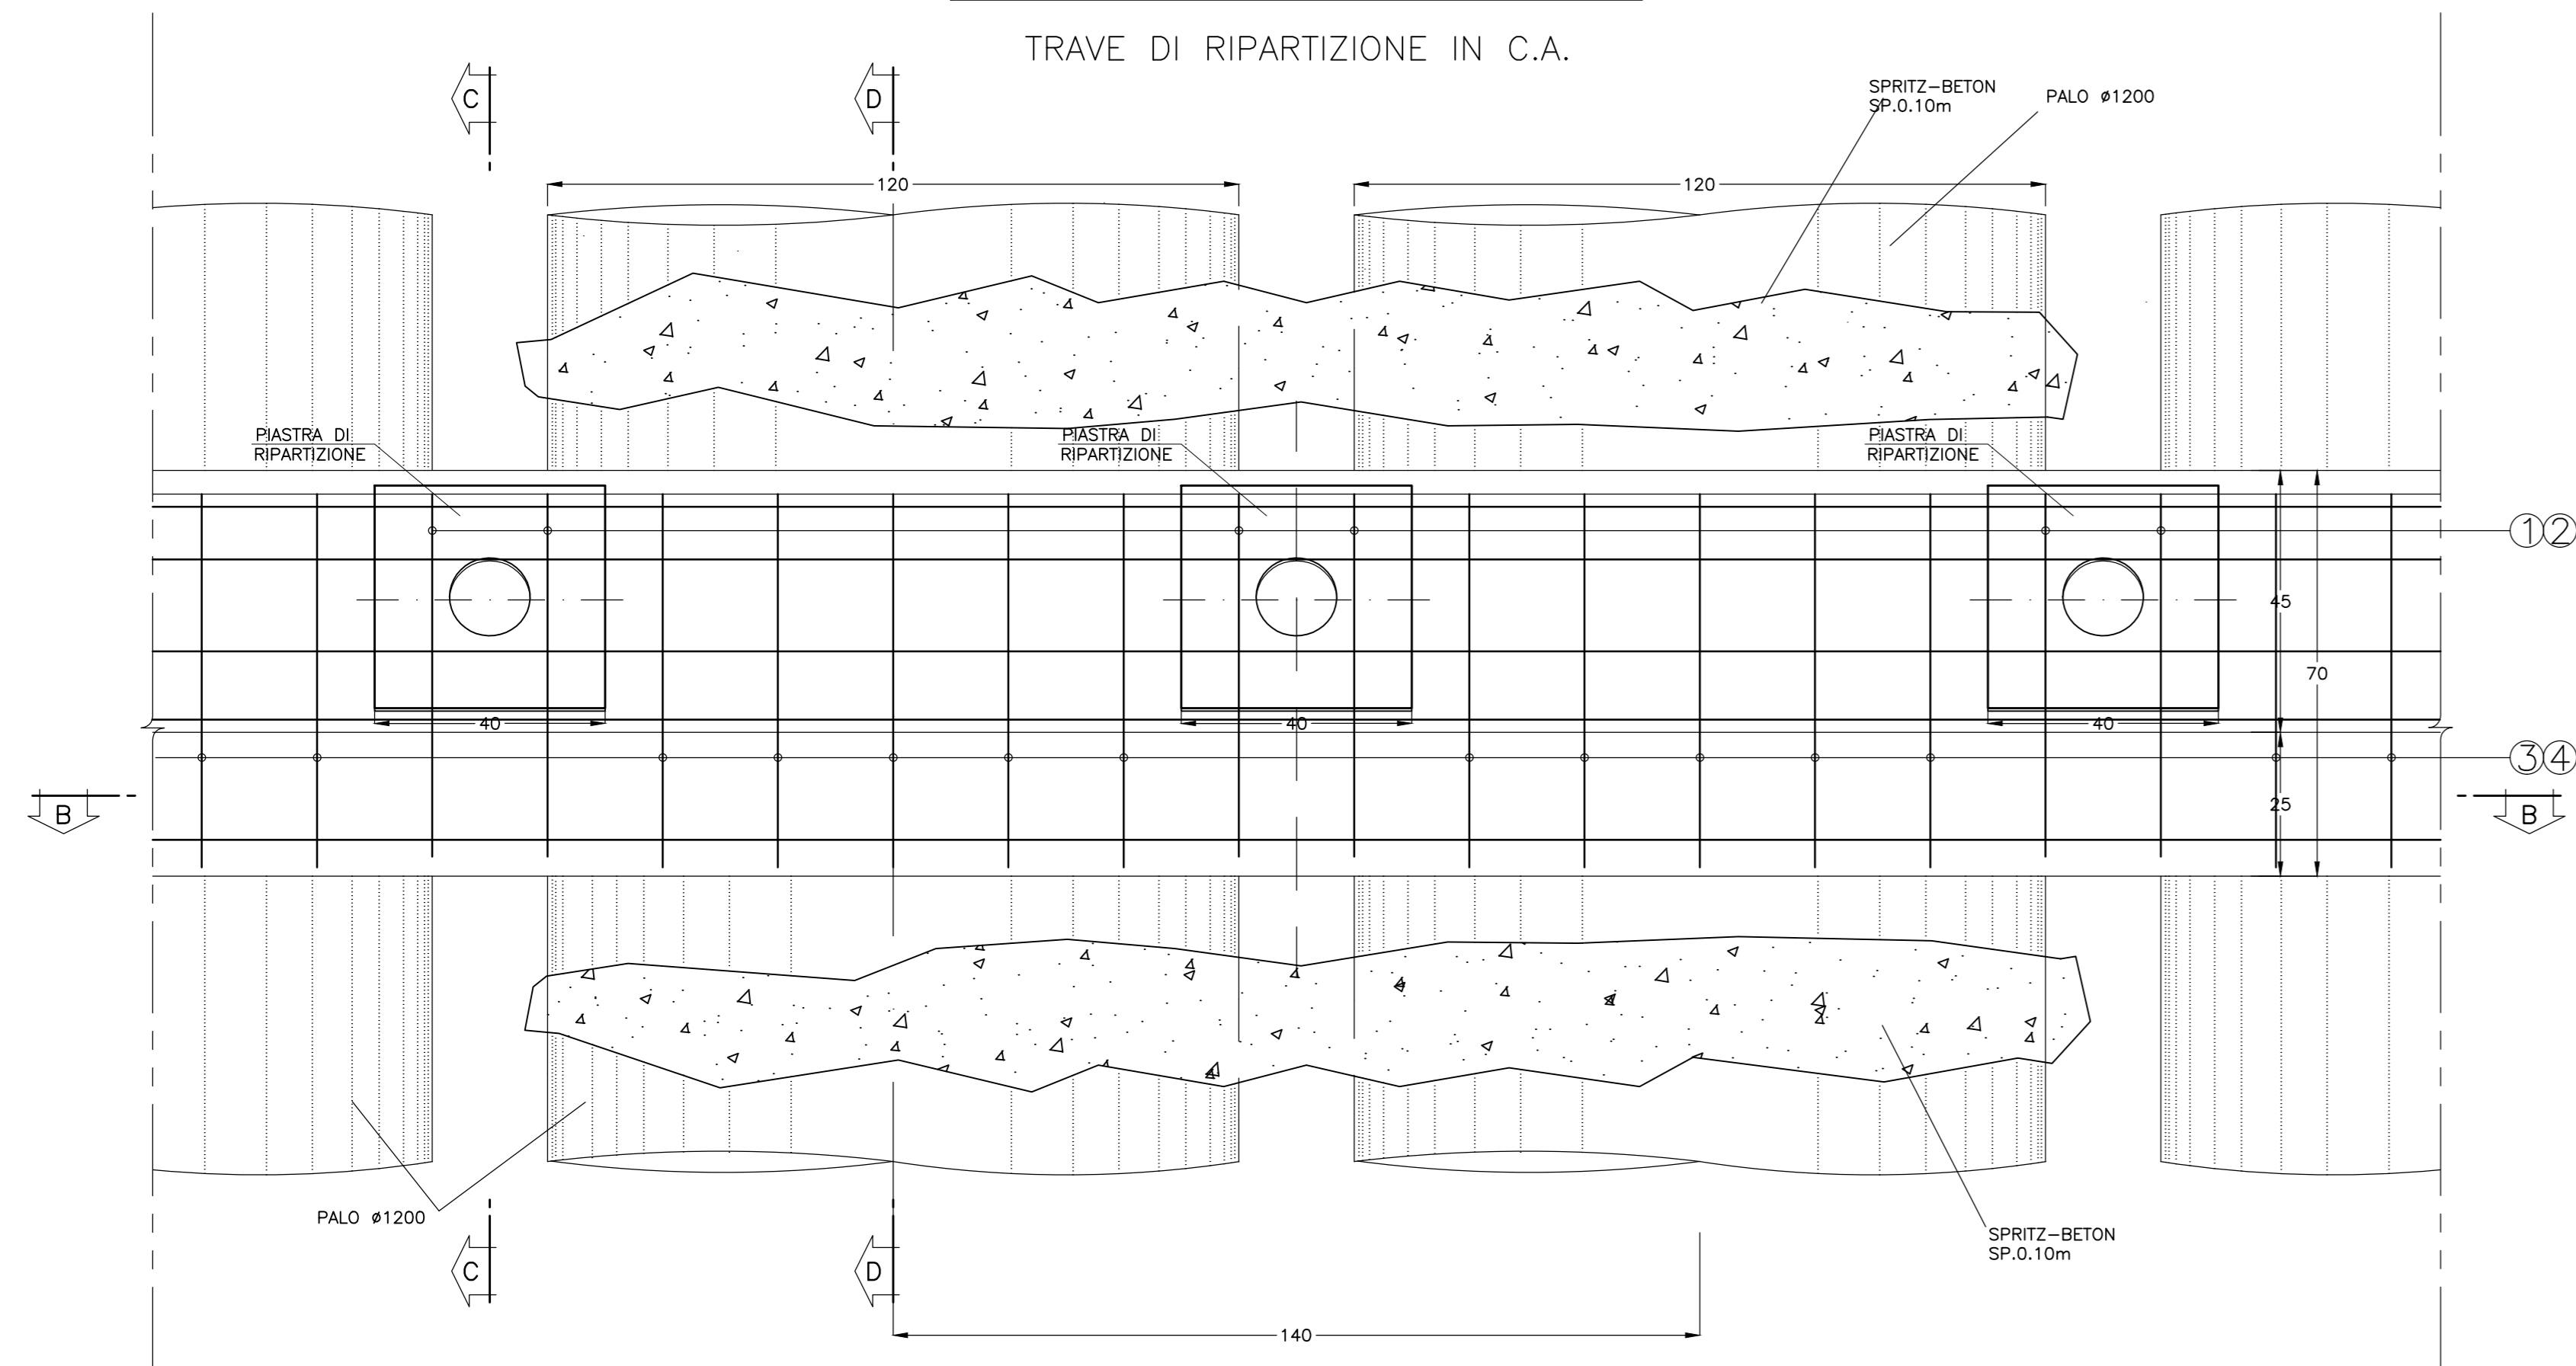 TRAVE DI RIPARTIZIONE IN C.A.
C
D
SPRITZ-BETON
SP.0.10m
PALO ø1200
120
120
PIASTRA DI
RIPARTIZIONE
PIASTRA DI
RIPARTIZIONE
PIASTRA DI
RIPARTIZIONE
1 2
45
70
40
40
40
3 4
25
B
B
PALO ø1200
SPRITZ-BETON
SP.0.10m
C
D
140